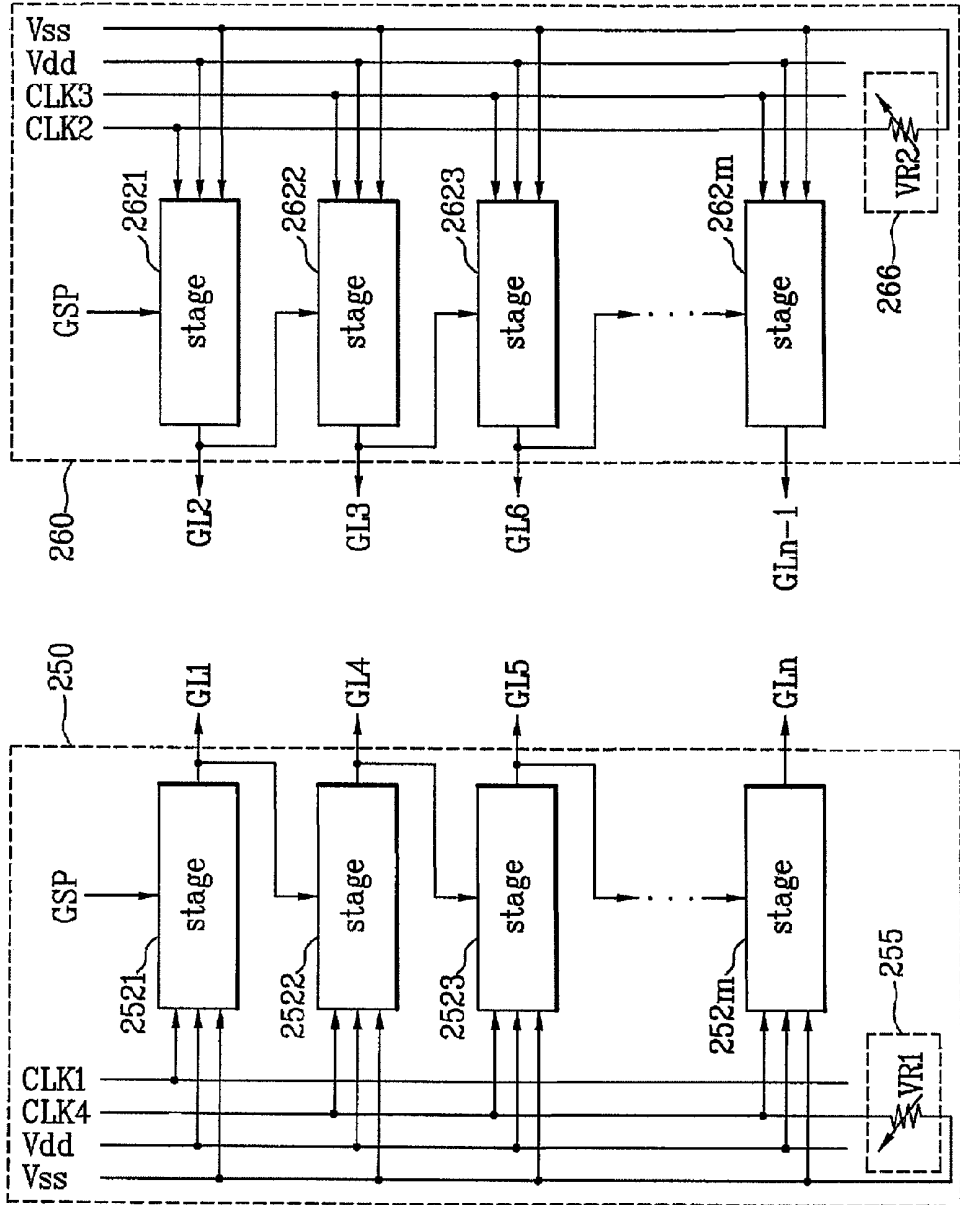 Vss
Vdd
CLK3
CLK2
GSP
2621
2622
2623
262m
stage
stage
stage
stage
VR2
266
260
GL2
GL3
GL6
GLn-1
250
GL1
GL4
GL5
GLn
GSP
stage
stage
stage
stage
2521
2522
2523
252m
255
VR1
CLK1
CLK4
Vdd
Vss